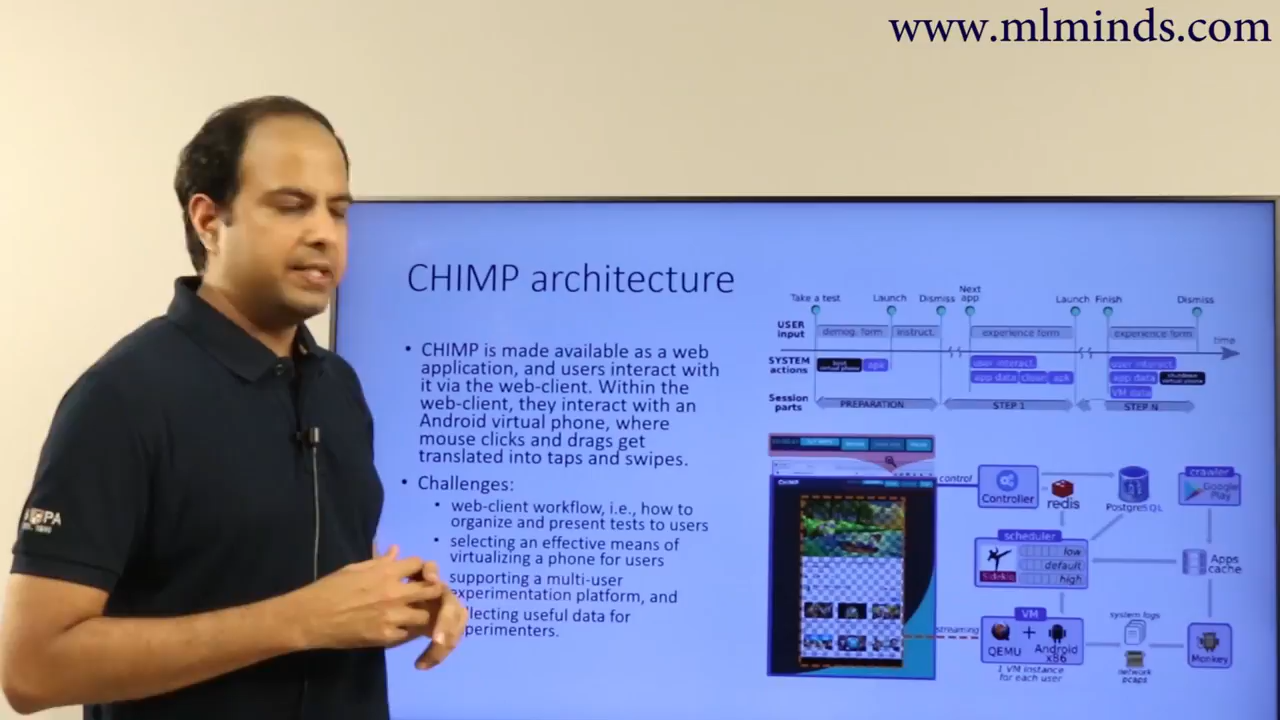 www.mlminds.com
CHIMP architecture
• CHIMP is made available as a web
application, and users interact with
it via the web-client. Within the
web-client, they interact with an
Android virtual phone, where
mouse clicks and drags get
translated into taps and swipes.
• Challenges:
• web-client workflow, i.e., how to
organize and present tests to users
• selecting an effective means of
virtualizing a phone for users
supporting a multi-user
experimentation platform, and
useful data for
Take a test
Launch
Dismiss
Next
app
Launch
Finish
Dismiss
USER
input
demog. form
instruct.
experience form
experience form
time
SYSTEM
actions
virtual phone
apk
user interact
app data
clean
apk
user interact
app data
shutdown
virtual phone
VM data
Session
parts
PREPARATION
STEP 1
STEP N
CHIMP
control
Controller
redis
PostgreSQL
crawler
Google
Play
scheduler
Sidekiq
low
default
high
Apps
cache
streaming
VM
QEMU
+
Android
x86
1 VM instance
for each user
system logs
network
pcaps
Monkey